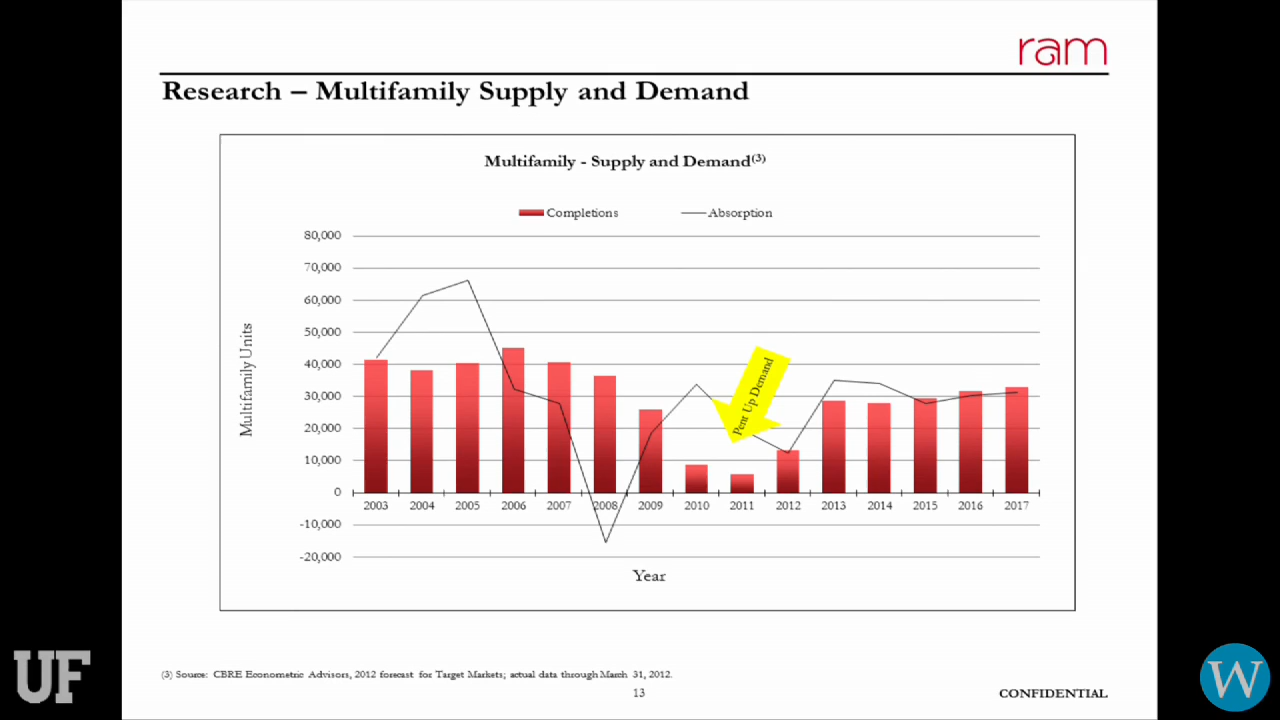 ram
Research – Multifamily Supply and Demand
Multifamily - Supply and Demand(3)
Completions Absorption
80,000
70,000
60,000
50,000
40,000
30,000
20,000
10,000
0
-10,000
-20,000
Multifamily Units
Pent Up Demand
2003 2004 2005 2006 2007 2008 2009 2010 2011 2012 2013 2014 2015 2016 2017
Year
(3) Source: CBRE Econometric Advisors, 2012 forecast for Target Markets; actual data through March 31, 2012.
13
CONFIDENTIAL
UF
W